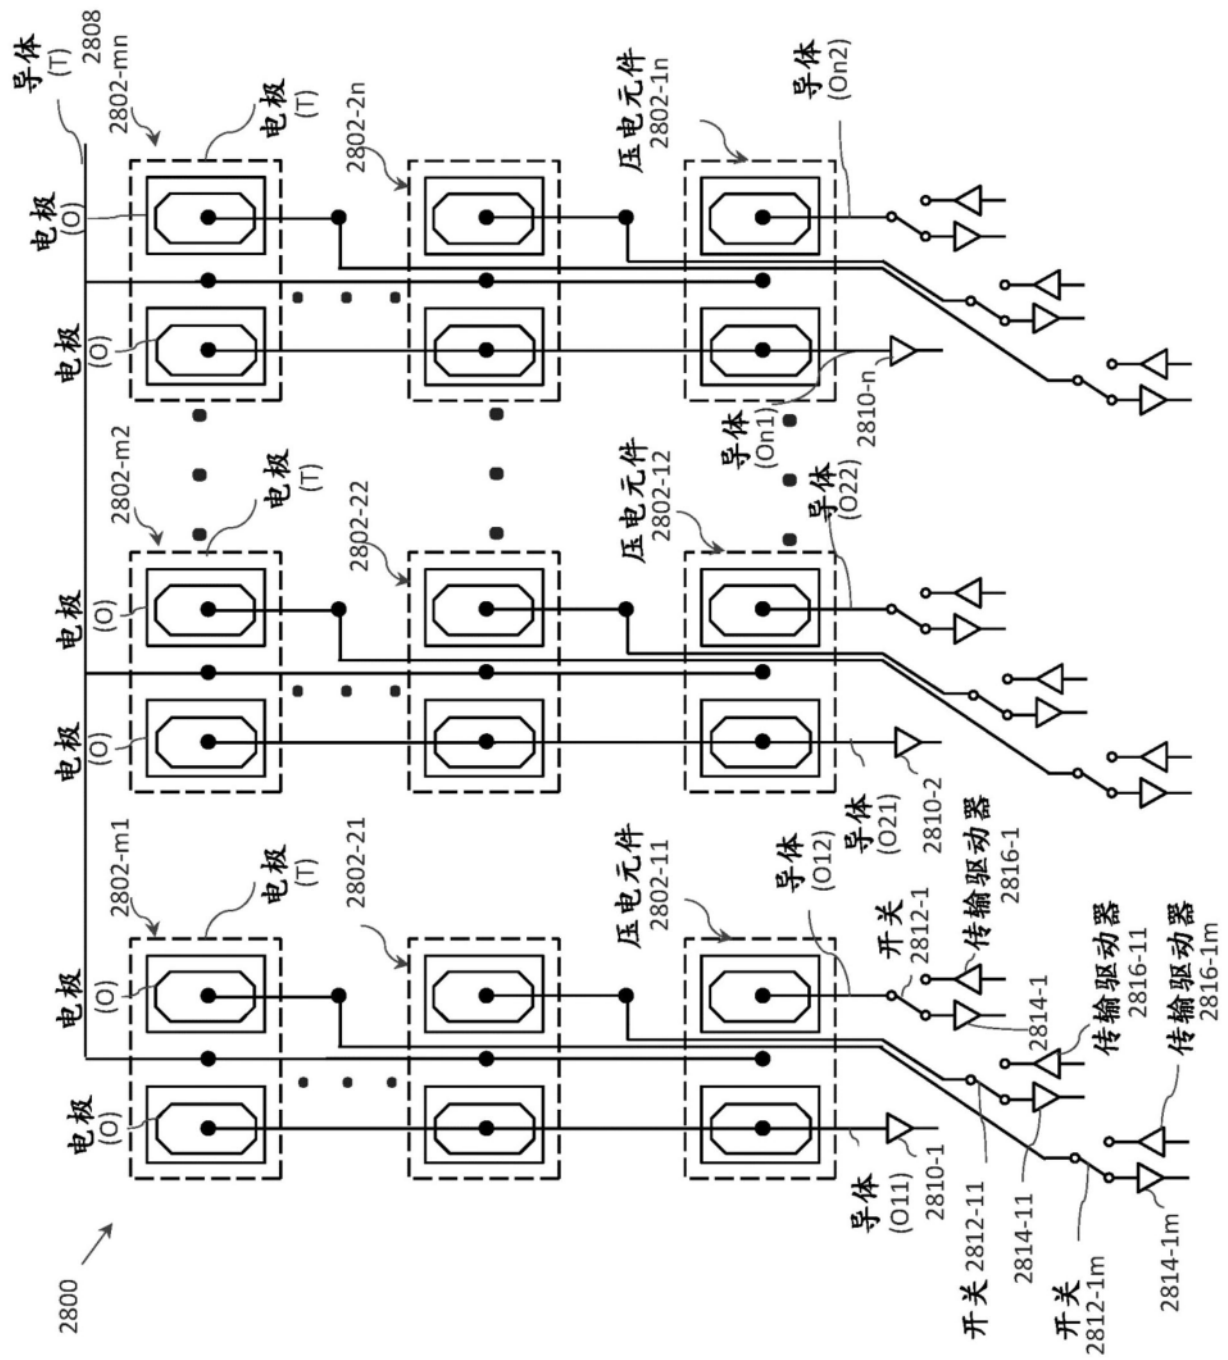 2800
导体
(T)
2808
电极
(O)
电极
(O)
电极
(O)
电极
(O)
电极
(O)
电极
(O)
2802-m1
电极
(T)
2802-m2
电极
(T)
2802-mn
电极
(T)
2802-21
2802-22
2802-2n
压电元件
2802-11
压电元件
2802-12
压电元件
2802-1n
导体
(O11)
2810-1
导体
(O12)
开关
2812-1
传输驱动器
2816-1
2814-1
导体
(O21)
2810-2
导体
(O22)
导体
(On1)
2810-n
导体
(On2)
开关 2812-11
2814-11
传输驱动器
2816-11
开关
2812-1m
2814-1m
传输驱动器
2816-1m